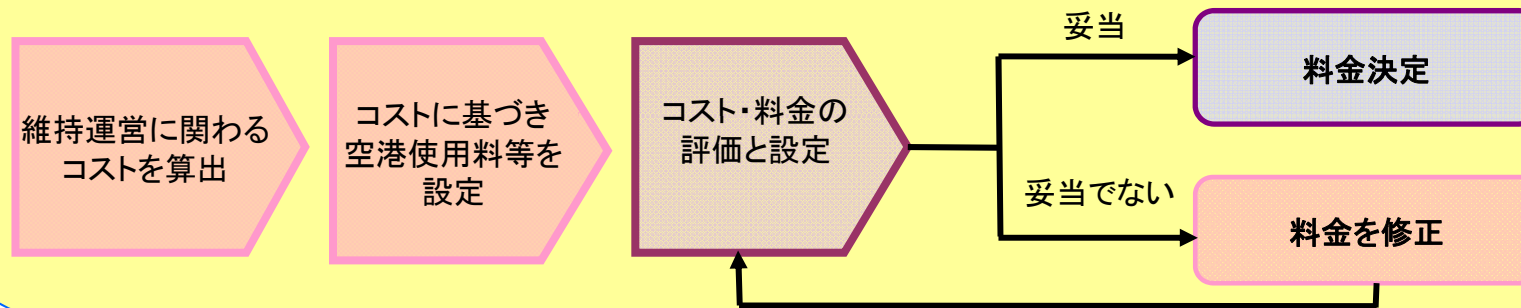 維持運営に関わる
コストを算出
コストに基づき
空港使用料等を
設定
コスト・料金の
評価と設定
妥当
料金決定
妥当でない
料金を修正